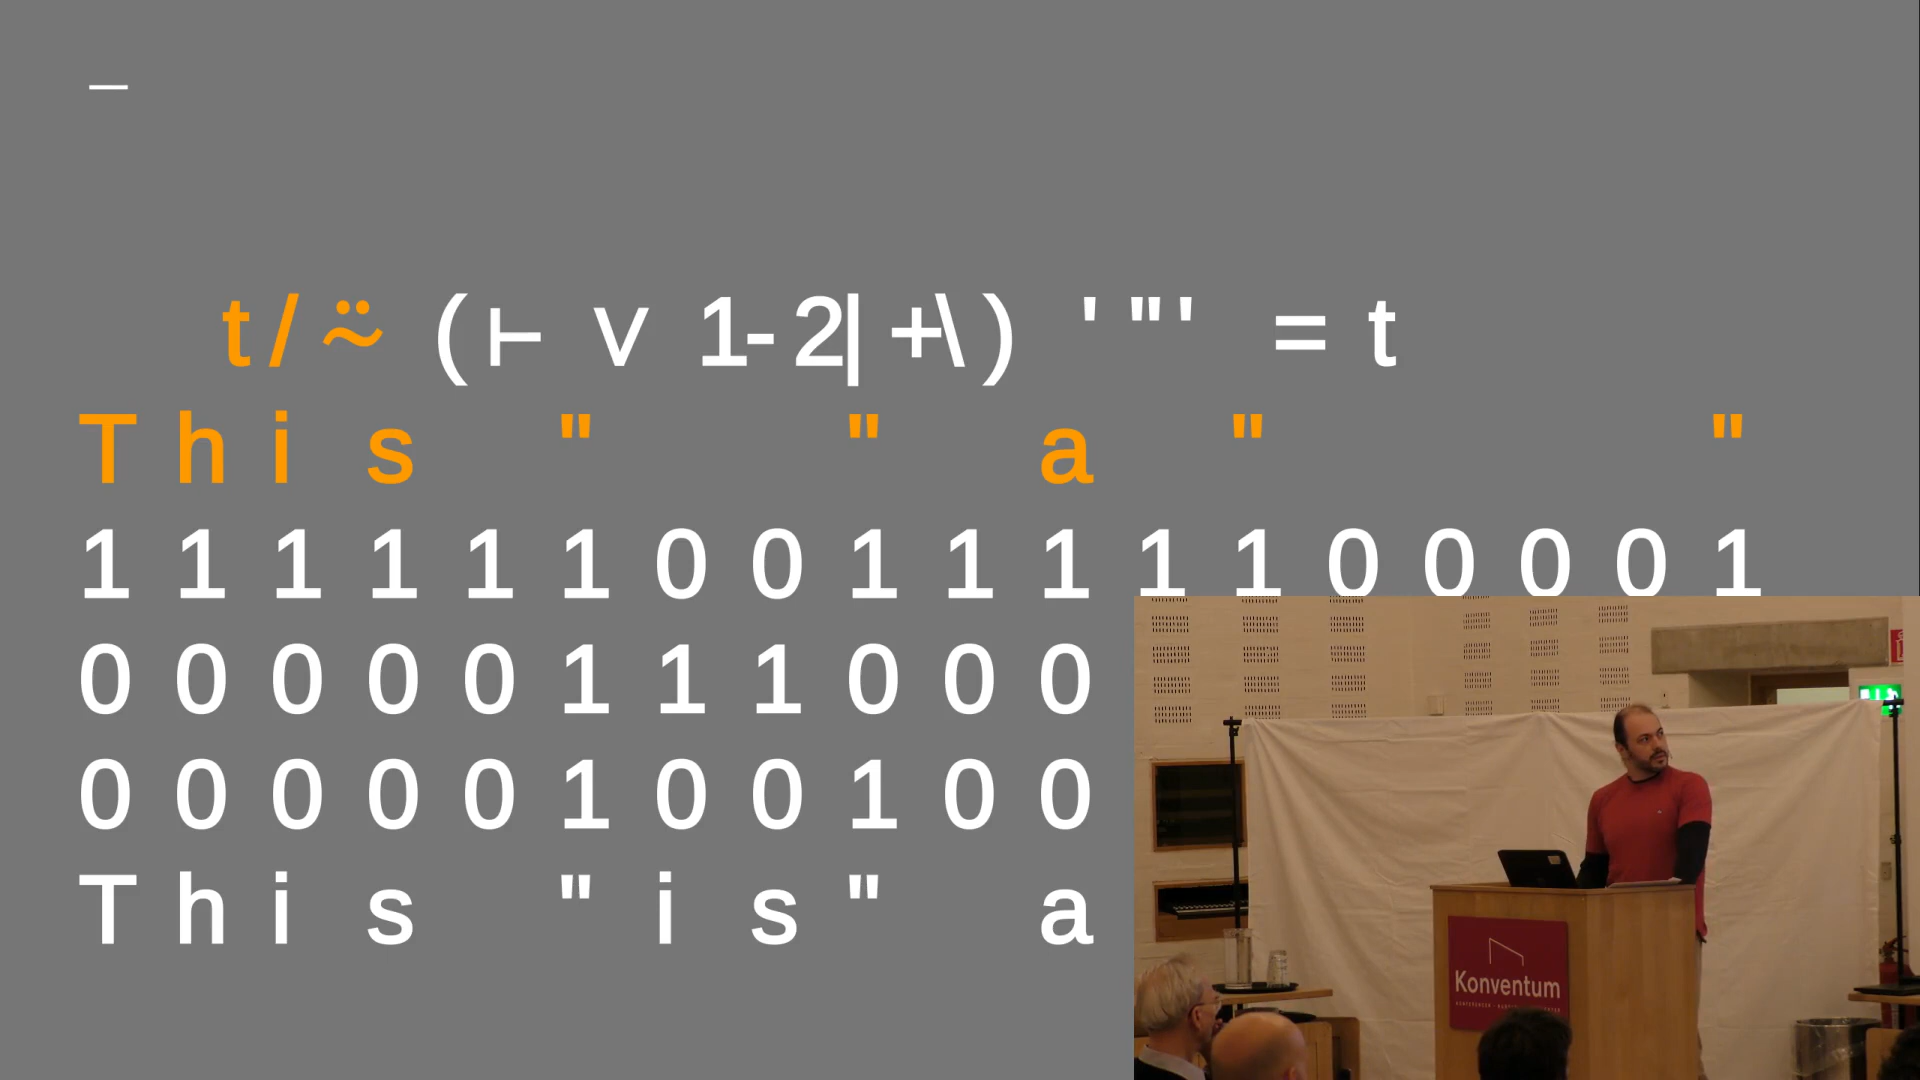 _
t/⍨ (⊢ ∨ 1-2|+\) '"' = t
This " " a " "
1 1 1 1 1 1 0 0 1 1 1 1 1 0 0 0 0 1
0 0 0 0 0 1 1 1 0 0 0
0 0 0 0 0 1 0 0 1 0 0
This "is" a
Konventum